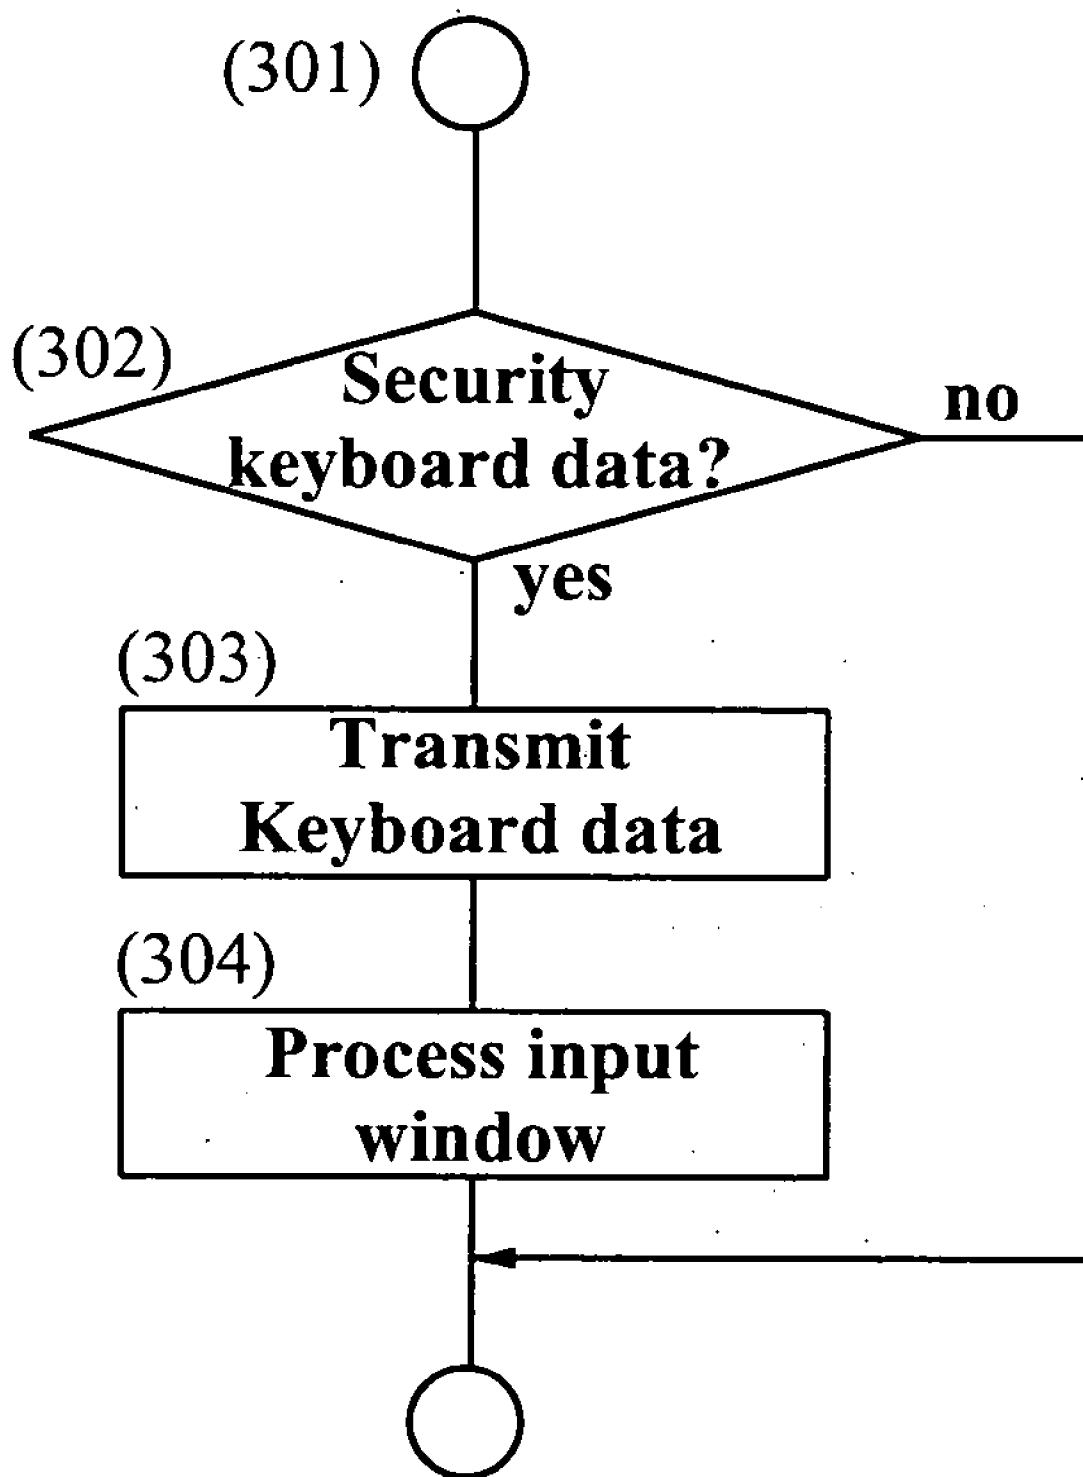 (301)
(302)
Security
keyboard data?
no
yes
(303)
Transmit
Keyboard data
(304)
Process input
window